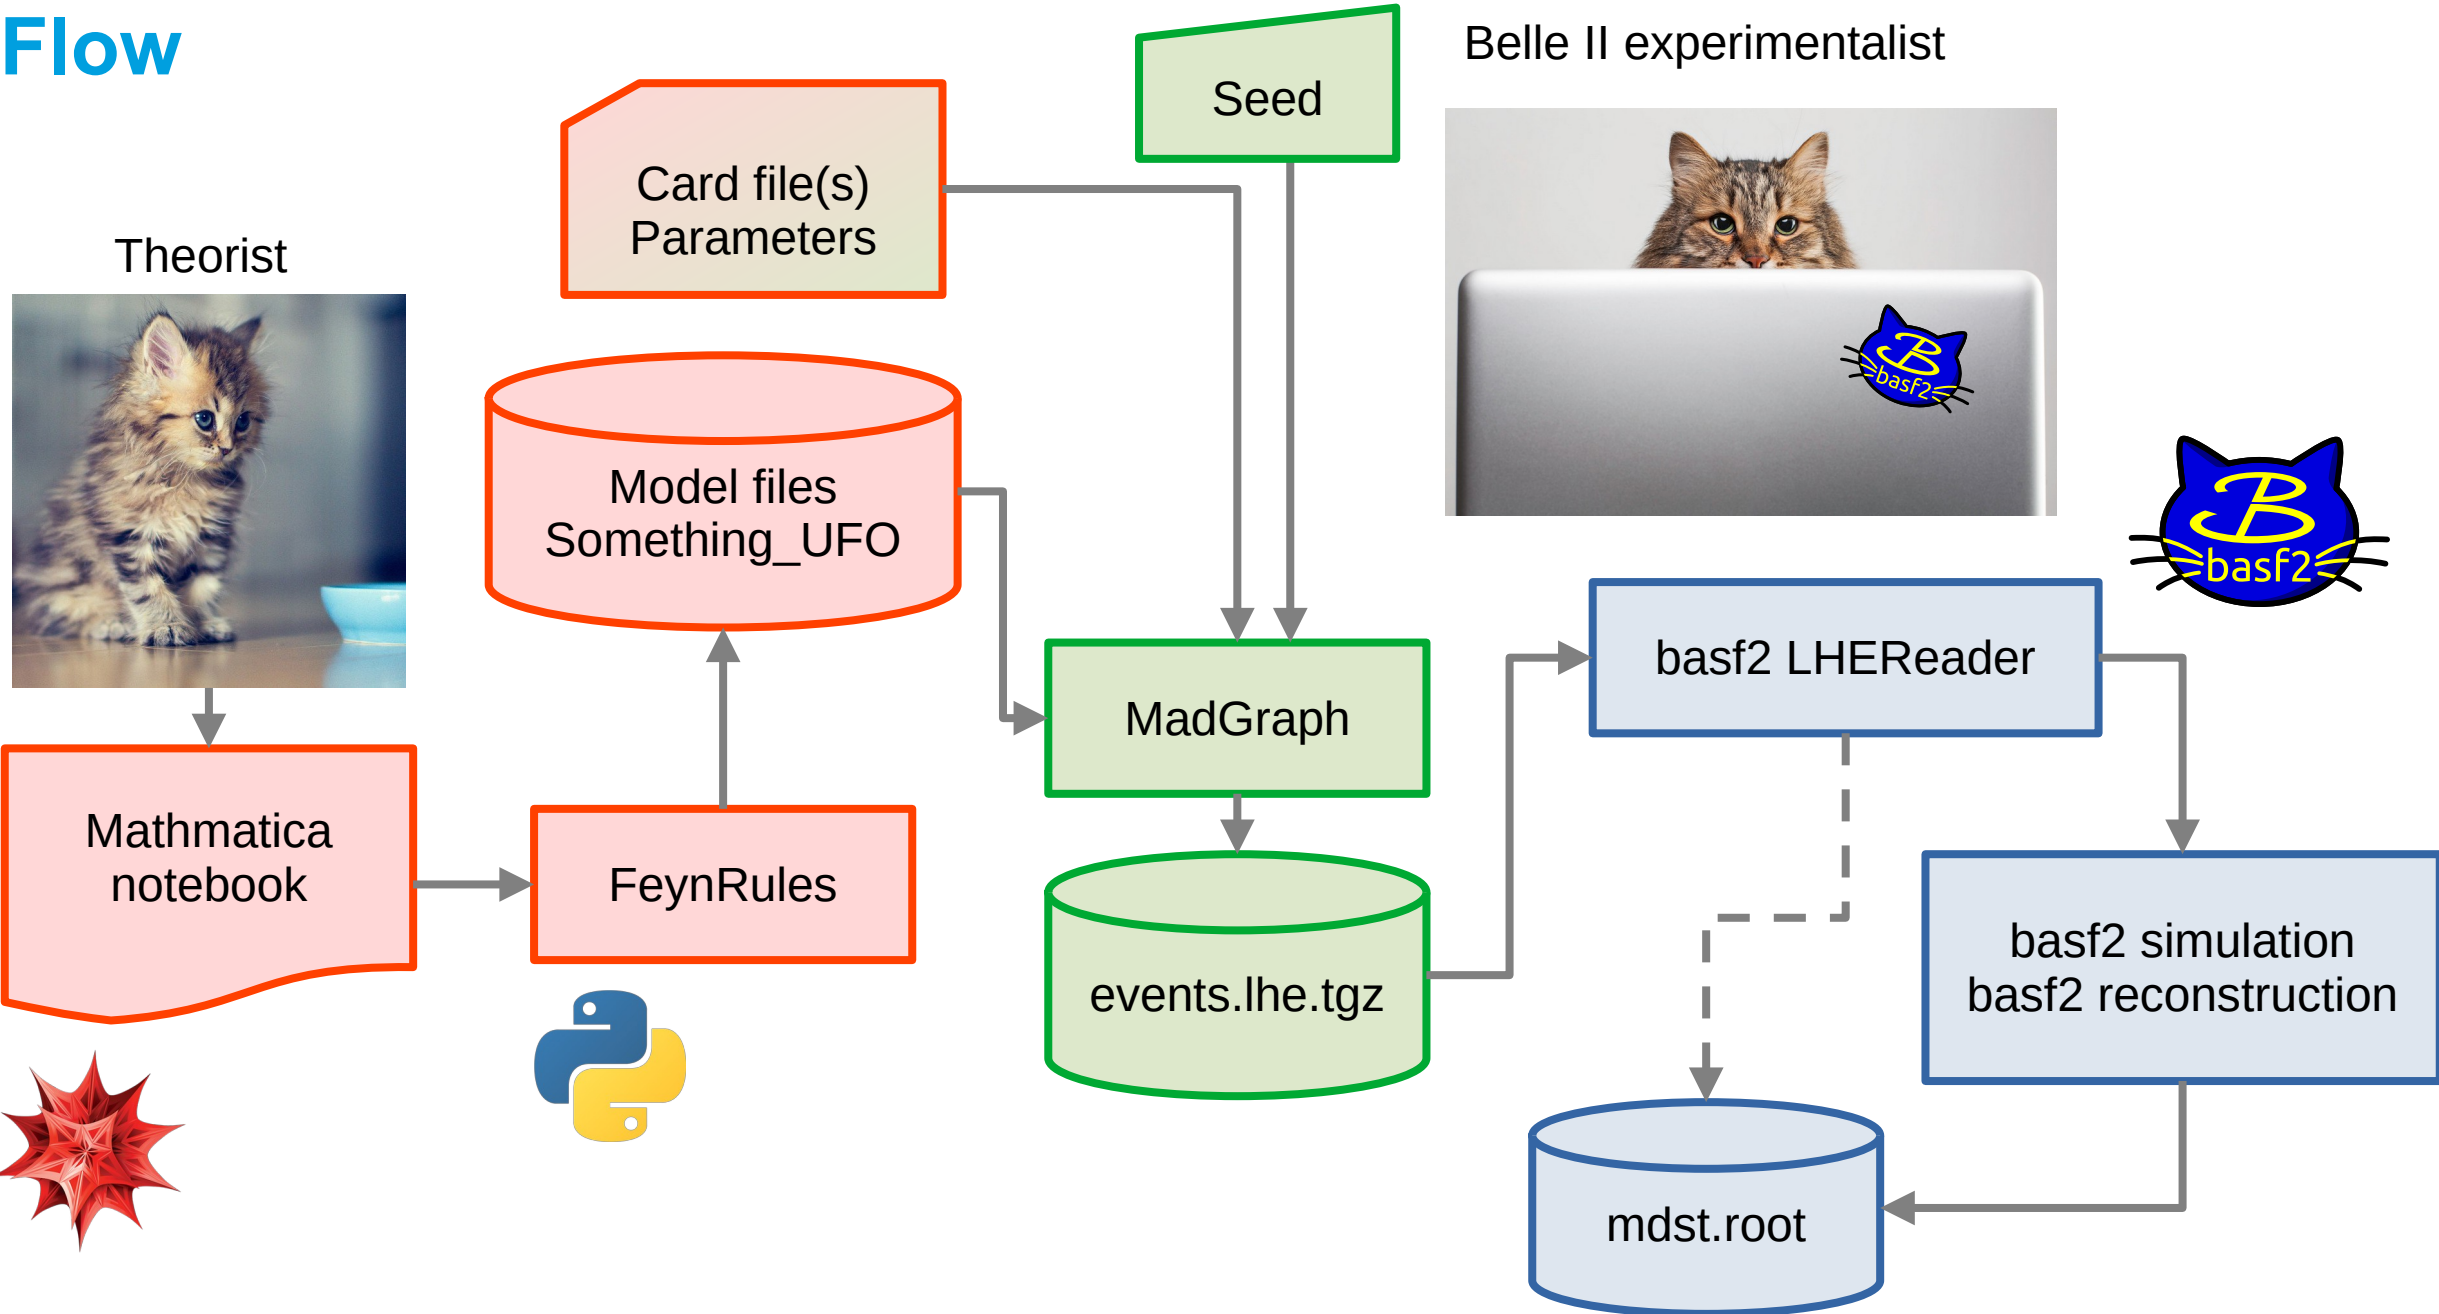 Flow
Belle II experimentalist
Seed
Card file(s)
Parameters
Theorist
B
basf2
Model files
Something_UFO
B
basf2
basf2 LHEReader
MadGraph
Mathmatica
notebook
FeynRules
events.lhe.tgz
basf2 simulation
basf2 reconstruction
mdst.root